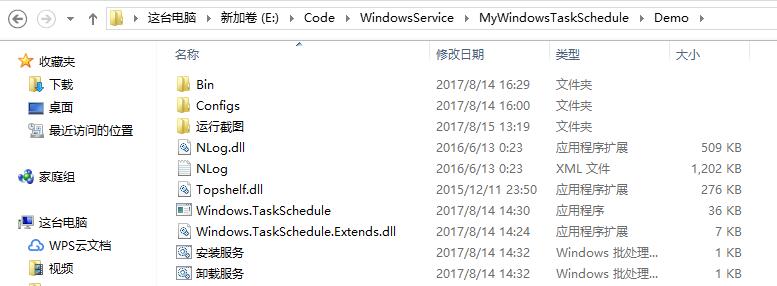 这台电脑 新加卷 (E:) Code WindowsService MyWindowsTaskSchedule Demo
名称 修改日期 类型 大小
收藏夹
下载
桌面
最近访问的位置
家庭组
这台电脑
WPS云文档
视频
Bin 2017/8/14 16:29 文件夹
Configs 2017/8/14 16:00 文件夹
运行截图 2017/8/15 13:19 文件夹
NLog.dll 2016/6/13 0:23 应用程序扩展 509 KB
NLog 2016/6/13 0:23 XML 文件 1,202 KB
Topshelf.dll 2015/12/11 23:50 应用程序扩展 276 KB
Windows.TaskSchedule 2017/8/14 14:30 应用程序 36 KB
Windows.TaskSchedule.Extends.dll 2017/8/14 14:24 应用程序扩展 7 KB
安装服务 2017/8/14 14:32 Windows 批处理... 1 KB
卸载服务 2017/8/14 14:32 Windows 批处理... 1 KB